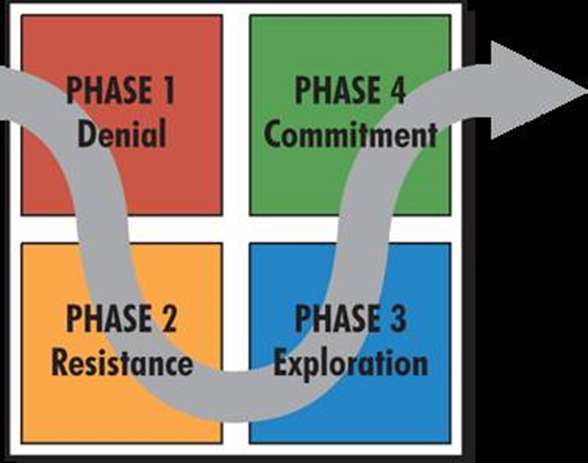 PHASE 1
Denial
PHASE 2
Resistance
PHASE 3
Exploration
PHASE 4
Commitment